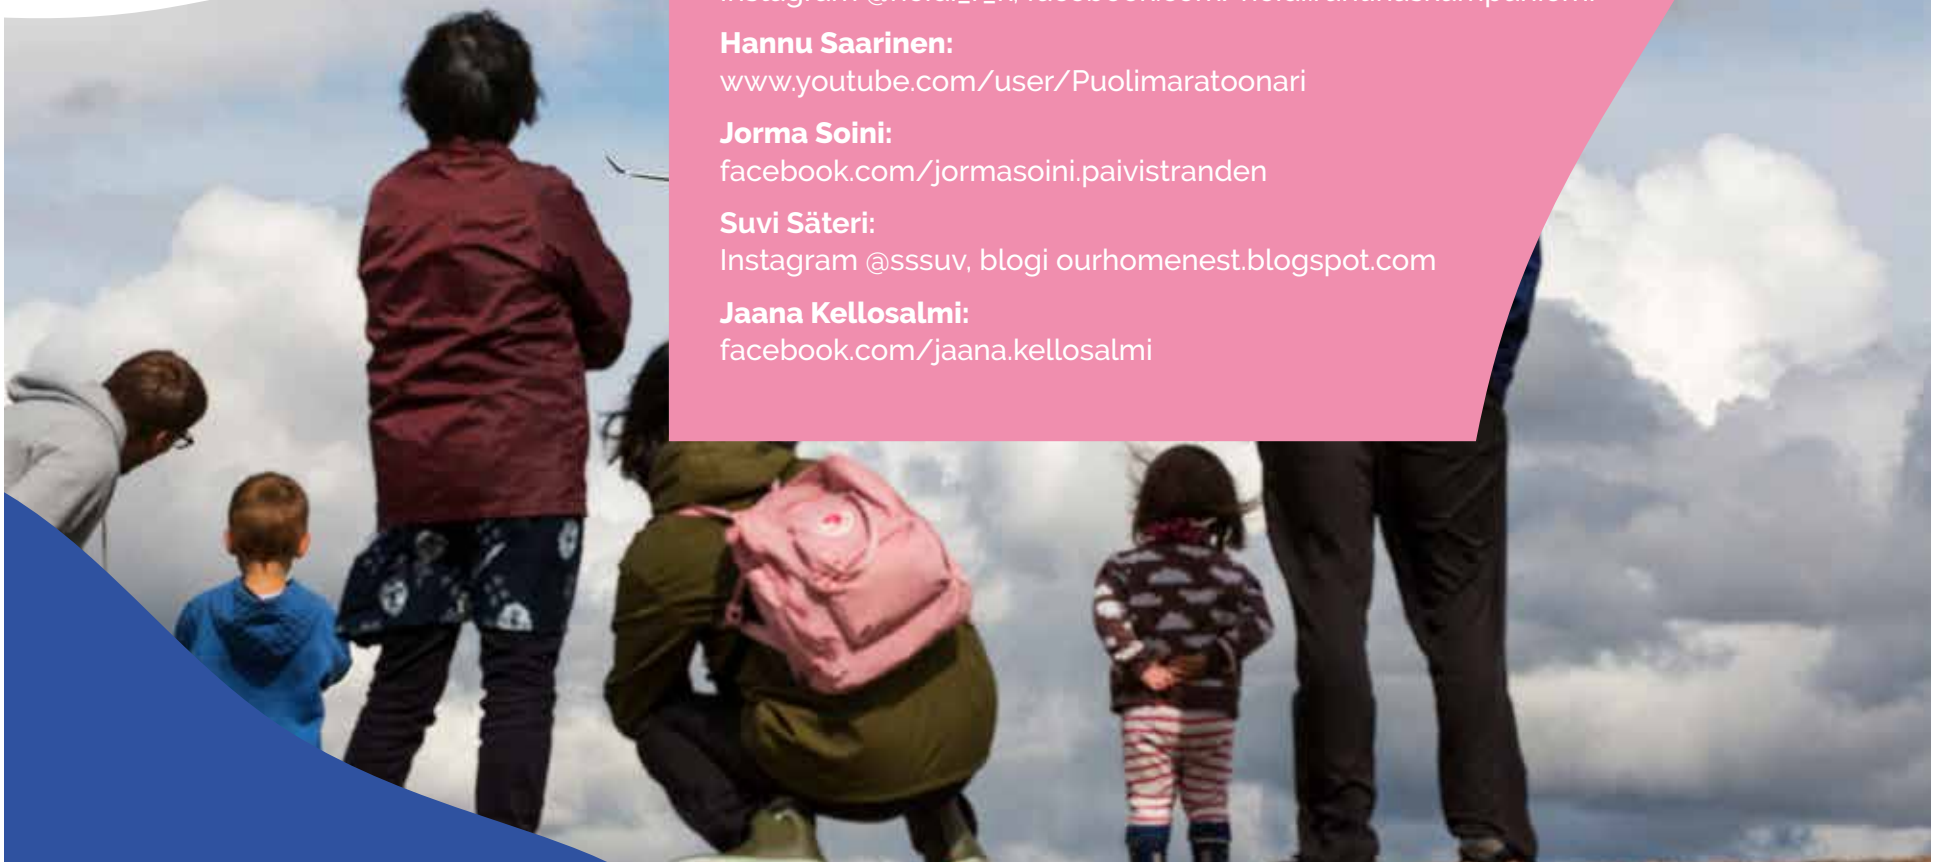 Hannu Saarinen:
www.youtube.com/user/Puolimaratoonari
Jorma Soini:
facebook.com/jormasoini.paivistranden
Suvi Säteri:
Instagram @sssuv, blogi ourhomenest.blogspot.com
Jaana Kellosalmi:
facebook.com/jaana.kellosalmi